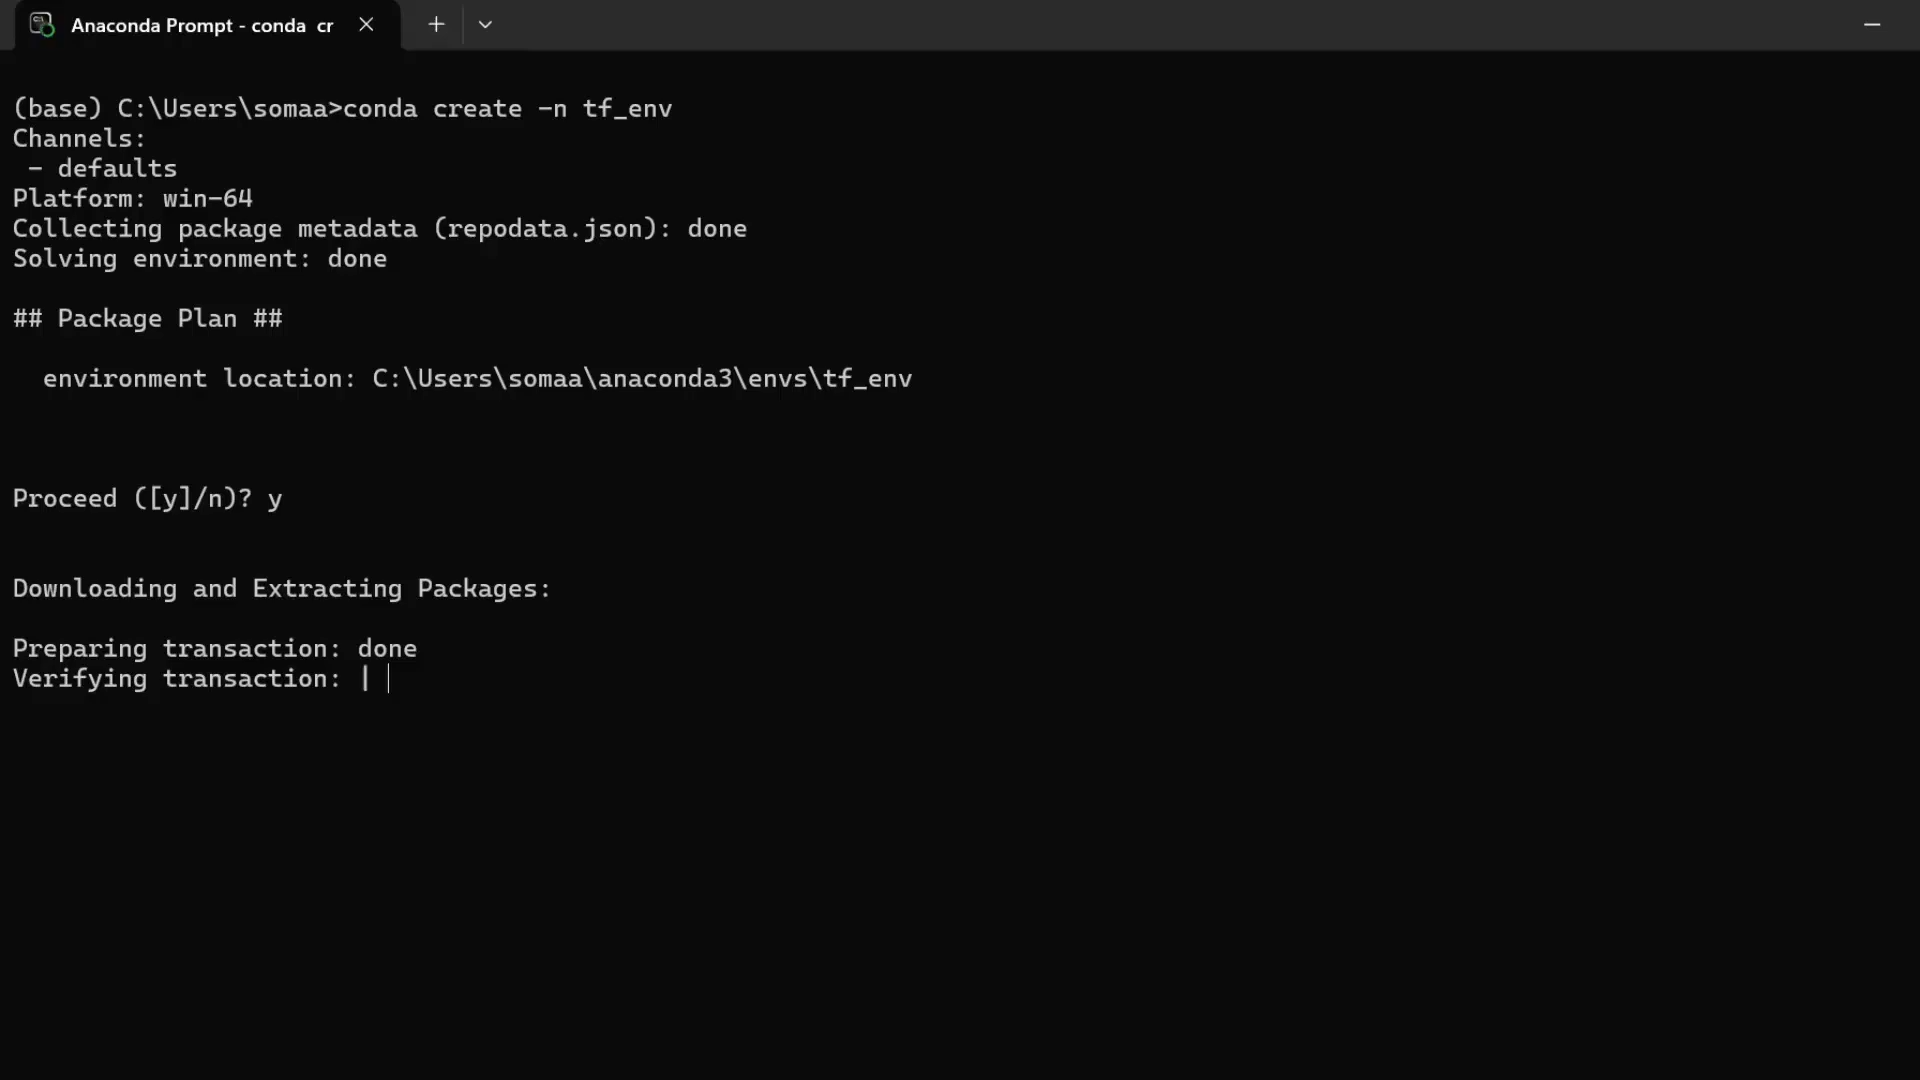 Anaconda Prompt - conda  cr
(base) C:\Users\somaa>conda create -n tf_env
Channels:
 - defaults
Platform: win-64
Collecting package metadata (repodata.json): done
Solving environment: done
## Package Plan ##
  environment location: C:\Users\somaa\anaconda3\envs\tf_env
Proceed ([y]/n)? y
Downloading and Extracting Packages:
Preparing transaction: done
Verifying transaction: |